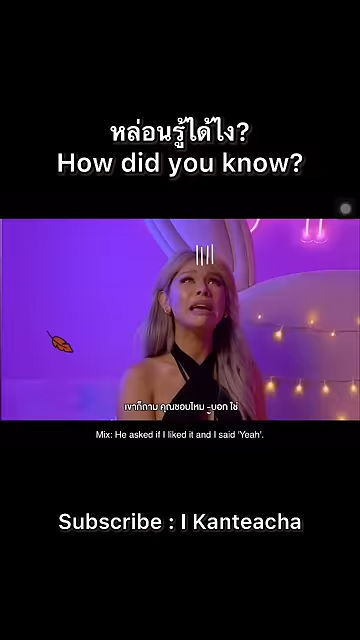 หล่อนรู้ได้ไง?
How did you know?
เขาก็ถาม คุณชอบไหม -บอก ใช่
Mix: He asked if I liked it and I said 'Yeah'.
Subscribe : I Kanteacha